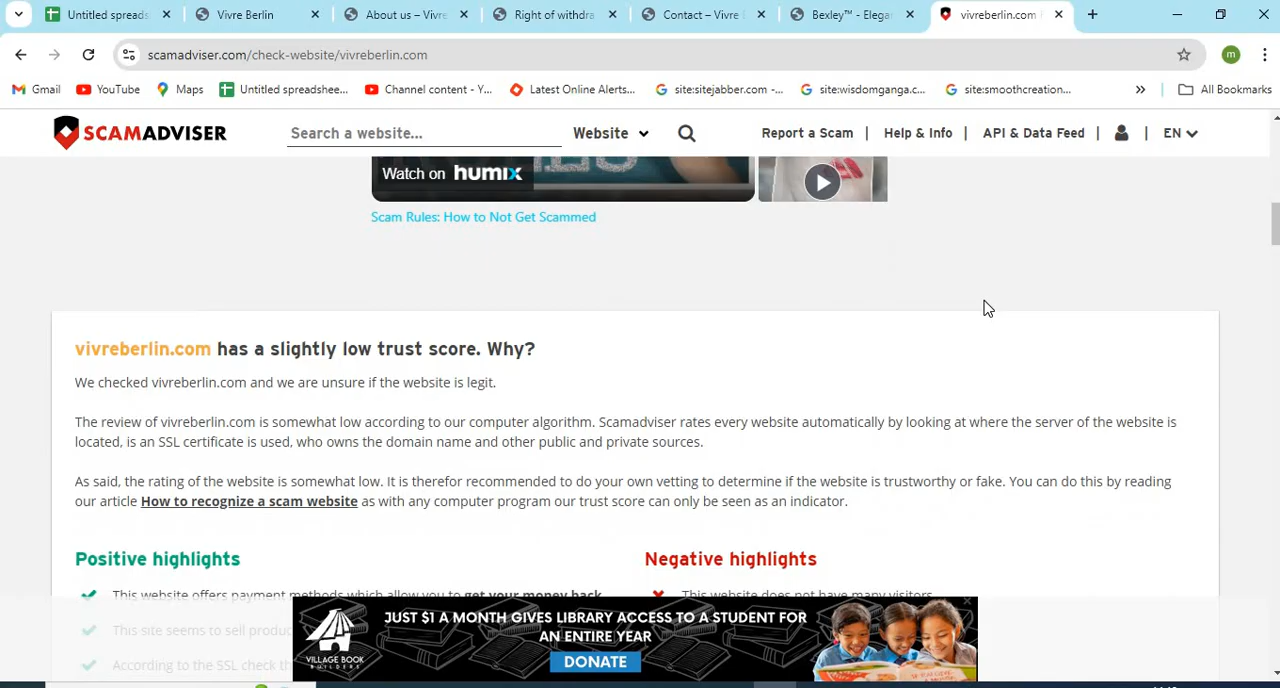 Untitled spreads
Vivre Berlin
About us – Vivre
Right of withdra
Contact – Vivre
Bexley™ - Elega
vivreberlin.com
scamadviser.com/check-website/vivreberlin.com
m
Gmail
YouTube
Maps
Untitled spreadshee...
Channel content - Y...
Latest Online Alerts...
site:sitejabber.com -...
site:wisdomganga.c...
site:smoothcreation...
»
All Bookmarks
SCAMADVISER
Search a website...
Website
Report a Scam | Help & Info | API & Data Feed | | EN
Watch on humix
Scam Rules: How to Not Get Scammed
vivreberlin.com has a slightly low trust score. Why?
We checked vivreberlin.com and we are unsure if the website is legit.
The review of vivreberlin.com is somewhat low according to our computer algorithm. Scamadviser rates every website automatically by looking at where the server of the website is
located, is an SSL certificate is used, who owns the domain name and other public and private sources.
As said, the rating of the website is somewhat low. It is therefor recommended to do your own vetting to determine if the website is trustworthy or fake. You can do this by reading
our article How to recognize a scam website as with any computer program our trust score can only be seen as an indicator.
Positive highlights
This website offers payment methods which allow you to get your money back
This site seems to sell produc
According to the SSL check th
Negative highlights
This website does not have many visitors
VILLAGE BOOK
BUILDERS
JUST $1 A MONTH GIVES LIBRARY ACCESS TO A STUDENT FOR
AN ENTIRE YEAR
DONATE